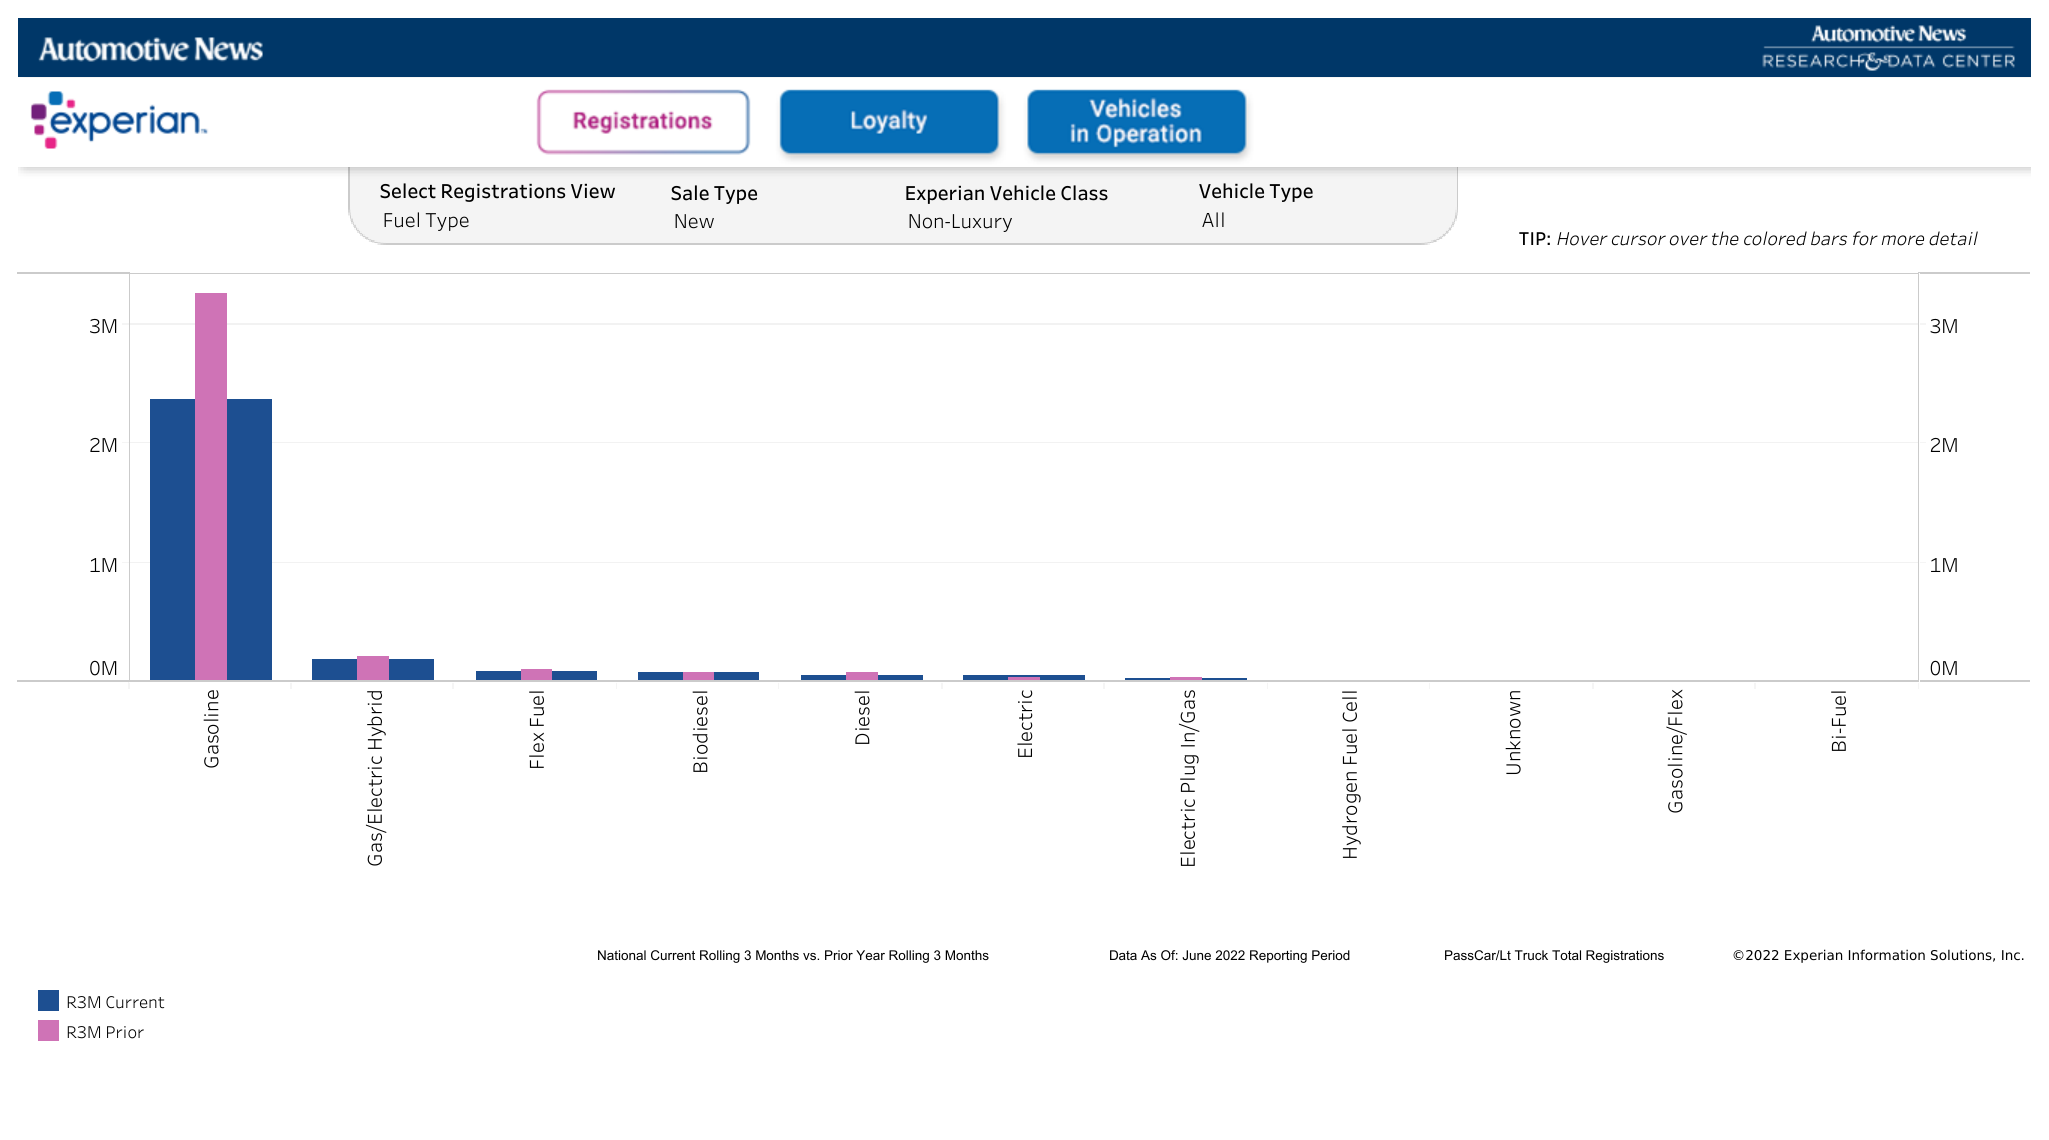 Automotive News
Automotive News
RESEARCH & DATA CENTER
experian™
Registrations
Loyalty
Vehicles
in Operation
Select Registrations View
Sale Type
Experian Vehicle Class
Vehicle Type
Fuel Type
New
Non-Luxury
All
TIP: Hover cursor over the colored bars for more detail
3M
3M
2M
2M
1M
1M
0M
0M
Gasoline
Gas/Electric Hybrid
Flex Fuel
Biodiesel
Diesel
Electric
Electric Plug In/Gas
Hydrogen Fuel Cell
Unknown
Gasoline/Flex
Bi-Fuel
National Current Rolling 3 Months vs. Prior Year Rolling 3 Months
Data As Of: June 2022 Reporting Period
PassCar/Lt Truck Total Registrations
©2022 Experian Information Solutions, Inc.
R3M Current
R3M Prior